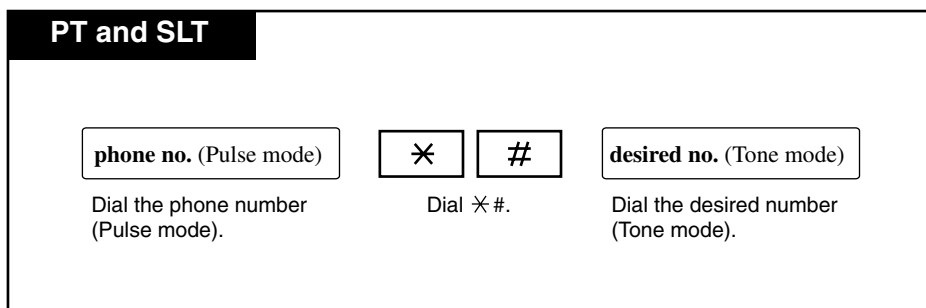 PT and SLT
phone no. (Pulse mode)
✕ #
desired no. (Tone mode)
Dial the phone number
(Pulse mode).
Dial ✕#.
Dial the desired number
(Tone mode).